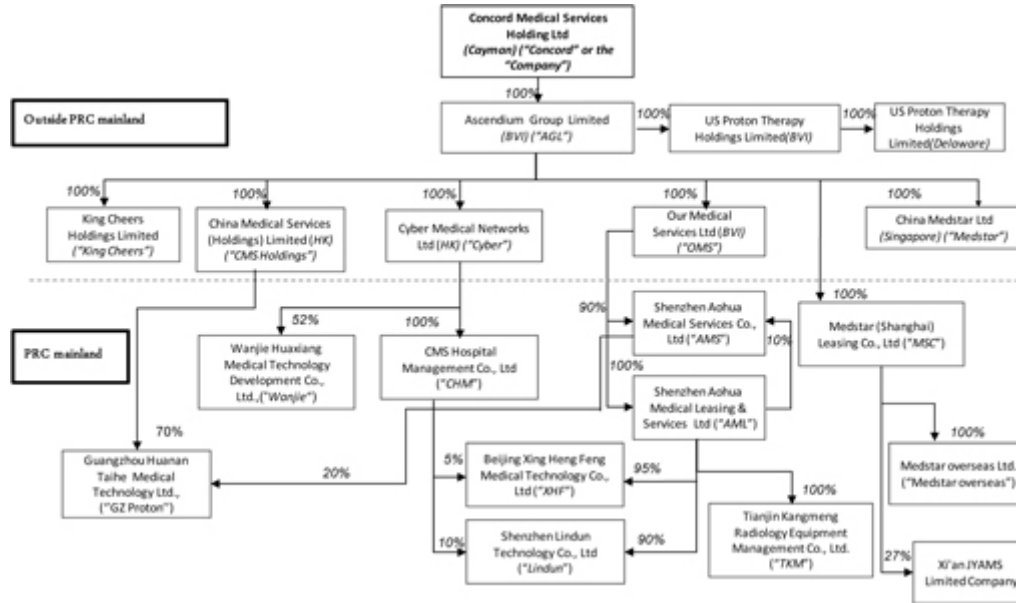 Concord Medical Services
Holding Ltd
(Cayman) ("Concord" or the
"Company")
100%
Outside PRC mainland
Ascendium Group Limited
(BVI) ("AGL")
100%
US Proton Therapy
Holdings Limited(BVI)
100%
US Proton Therapy
Holdings
Limited(Delaware)
100%
100%
100%
100%
100%
King Cheers
Holdings Limited
("King Cheers")
China Medical Services
(Holdings) Limited (HK)
("CMS Holdings")
Cyber Medical Networks
Ltd (HK) ("Cyber")
Our Medical
Services Ltd (BVI)
("OMS")
China Medstar Ltd
(Singapore) ("Medstar")
PRC mainland
52%
Wanjie Huaxiang
Medical Technology
Development Co.,
Ltd.,("Wanjie")
100%
CMS Hospital
Management Co., Ltd
("CHM")
90%
Shenzhen Aohua
Medical Services Co.,
Ltd ("AMS")
10%
100%
Medstar (Shanghai)
Leasing Co., Ltd ("MSC")
100%
Shenzhen Aohua
Medical Leasing &
Services Ltd ("AML")
70%
Guangzhou Huanan
Taihe Medical
Technology Ltd.,
("GZ Proton")
20%
5%
Beijing Xing Heng Feng
Medical Technology Co.,
Ltd ("XHF")
95%
100%
Medstar overseas Ltd.
("Medstar overseas")
10%
Shenzhen Lindun
Technology Co., Ltd
("Lindun")
90%
100%
Tianjin Kangmeng
Radiology Equipment
Management Co., Ltd.
("TKM")
27%
Xi'an JYAMS
Limited Company